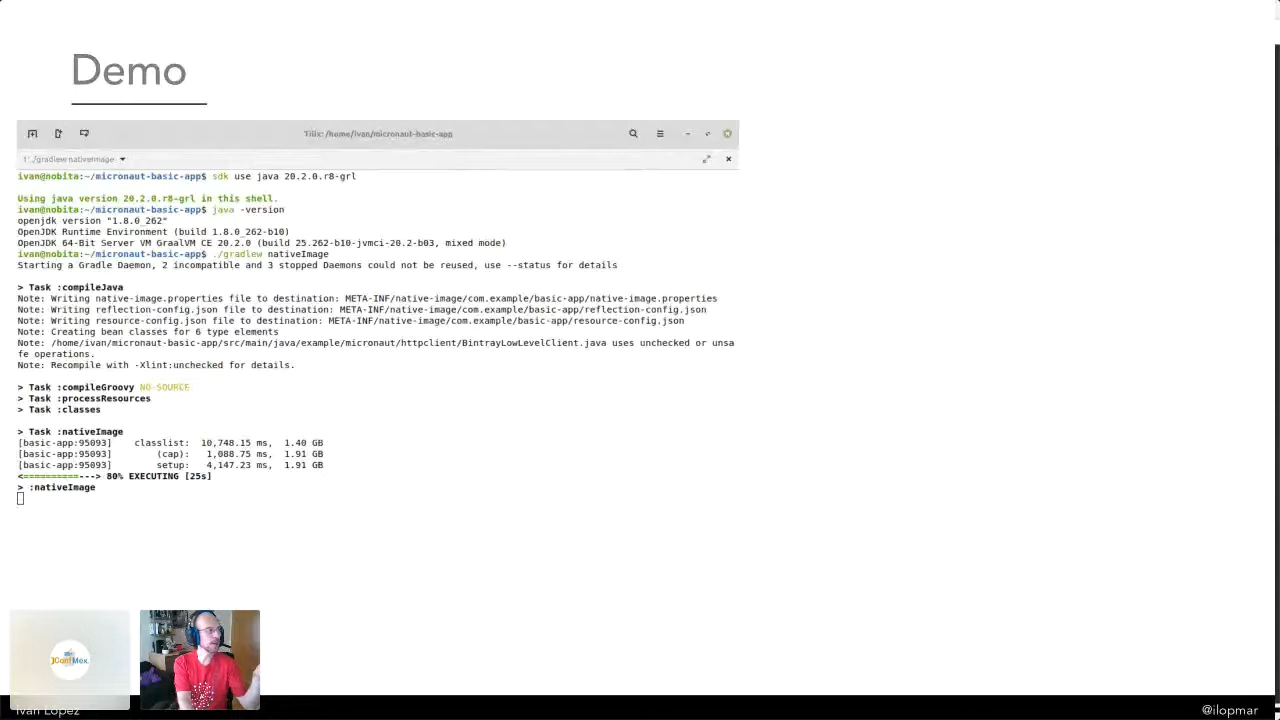 Demo
Tilix: /home/ivan/micronaut-basic-app
1: ./gradlew nativeImage
ivan@nobita:~/micronaut-basic-app$ sdk use java 20.2.0.r8-grl
Using java version 20.2.0.r8-grl in this shell.
ivan@nobita:~/micronaut-basic-app$ java -version
openjdk version "1.8.0_262"
OpenJDK Runtime Environment (build 1.8.0_262-b10)
OpenJDK 64-Bit Server VM GraalVM CE 20.2.0 (build 25.262-b10-jvmci-20.2-b03, mixed mode)
ivan@nobita:~/micronaut-basic-app$ ./gradlew nativeImage
Starting a Gradle Daemon, 2 incompatible and 3 stopped Daemons could not be reused, use --status for details
> Task :compileJava
Note: Writing native-image.properties file to destination: META-INF/native-image/com.example/basic-app/native-image.properties
Note: Writing reflection-config.json file to destination: META-INF/native-image/com.example/basic-app/reflection-config.json
Note: Writing resource-config.json file to destination: META-INF/native-image/com.example/basic-app/resource-config.json
Note: Creating bean classes for 6 type elements
Note: /home/ivan/micronaut-basic-app/src/main/java/example/micronaut/httpclient/BintrayLowLevelClient.java uses unchecked or unsa
fe operations.
Note: Recompile with -Xlint:unchecked for details.
> Task :compileGroovy NO-SOURCE
> Task :processResources
> Task :classes
> Task :nativeImage
[basic-app:95093]    classlist:  10,748.15 ms,  1.40 GB
[basic-app:95093]        (cap):   1,088.75 ms,  1.91 GB
[basic-app:95093]        setup:   4,147.23 ms,  1.91 GB
<==========---> 80% EXECUTING [25s]
> :nativeImage
JConfMex
Iván López
@ilopmar